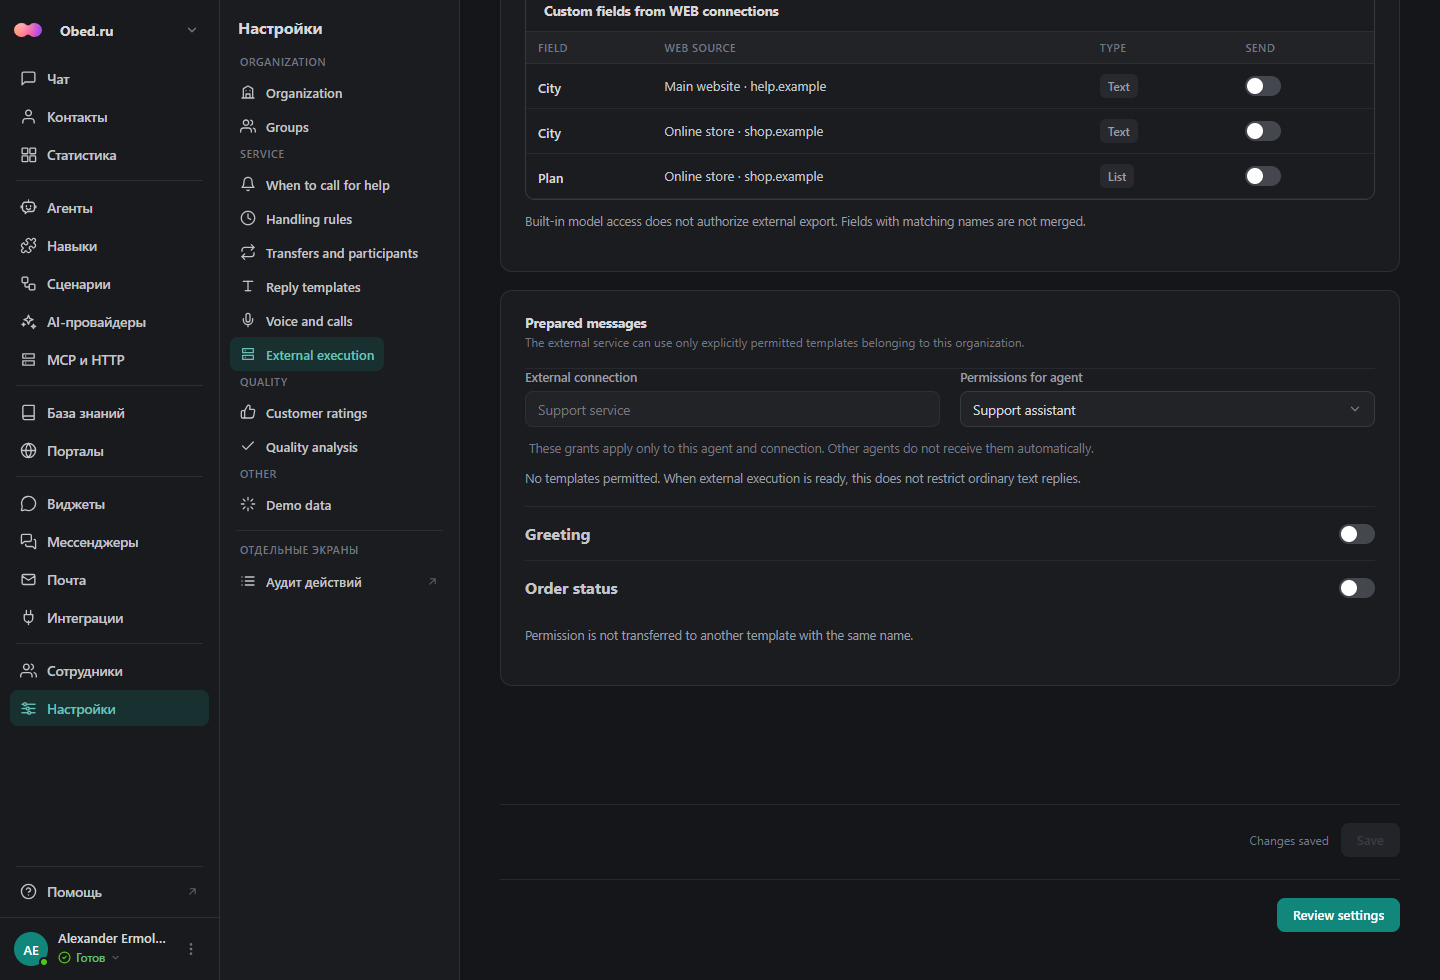 Obed.ru
Чат
Контакты
Статистика
Агенты
Навыки
Сценарии
AI-провайдеры
MCP и HTTP
База знаний
Порталы
Виджеты
Мессенджеры
Почта
Интеграции
Сотрудники
Настройки
Помощь
AE
Alexander Ermol...
Готов
Настройки
ORGANIZATION
Organization
Groups
SERVICE
When to call for help
Handling rules
Transfers and participants
Reply templates
Voice and calls
External execution
QUALITY
Customer ratings
Quality analysis
OTHER
Demo data
ОТДЕЛЬНЫЕ ЭКРАНЫ
Аудит действий
Custom fields from WEB connections
FIELD WEB SOURCE TYPE SEND
City Main website · help.example Text
City Online store · shop.example Text
Plan Online store · shop.example List
Built-in model access does not authorize external export. Fields with matching names are not merged.
Prepared messages
The external service can use only explicitly permitted templates belonging to this organization.
External connection Permissions for agent
Support service Support assistant
These grants apply only to this agent and connection. Other agents do not receive them automatically.
No templates permitted. When external execution is ready, this does not restrict ordinary text replies.
Greeting
Order status
Permission is not transferred to another template with the same name.
Changes saved Save
Review settings